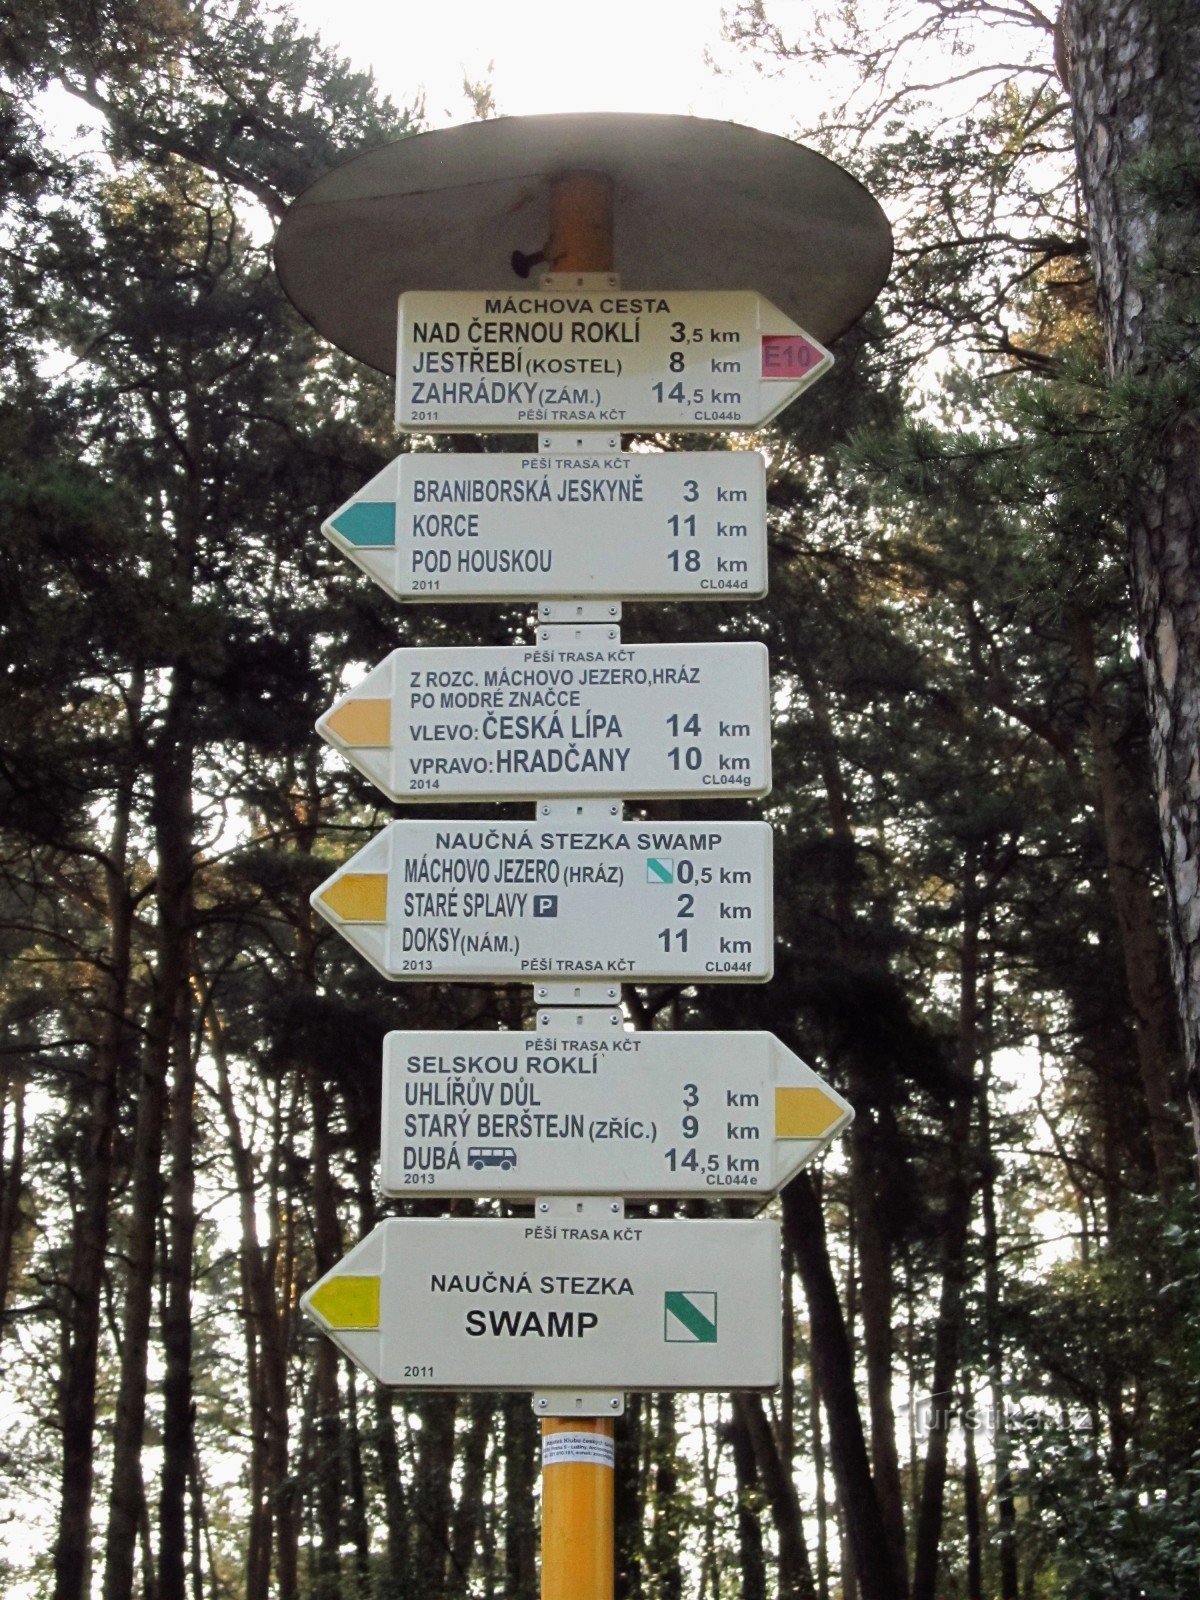 MÁCHOVA CESTA
NAD ČERNOU ROKLÍ 3,5 km
JESTŘEBÍ (KOSTEL) 8 km
E10
ZAHRÁDKY (ZÁM.) 14,5 km
2011 PĚŠÍ TRASA KČT CL044b
PĚŠÍ TRASA KČT
BRANIBORSKÁ JESKYNĚ 3 km
KORCE 11 km
POD HOUSKOU 18 km
2011 CL044d
PĚŠÍ TRASA KČT
Z ROZC. MÁCHOVO JEZERO,HRÁZ
PO MODRÉ ZNAČCE
VLEVO: ČESKÁ LÍPA 14 km
VPRAVO: HRADČANY 10 km
2014 CL044g
NAUČNÁ STEZKA SWAMP
MÁCHOVO JEZERO (HRÁZ) 0,5 km
STARÉ SPLAVY P 2 km
DOKSY (NÁM.) 11 km
2013 PĚŠÍ TRASA KČT CL044f
PĚŠÍ TRASA KČT
SELSKOU ROKLÍ
UHLÍŘŮV DŮL 3 km
STARÝ BERŠTEJN (ZŘÍC.) 9 km
DUBÁ 14,5 km
2013 CL044e
PĚŠÍ TRASA KČT
NAUČNÁ STEZKA
SWAMP
2011
Turistika.cz